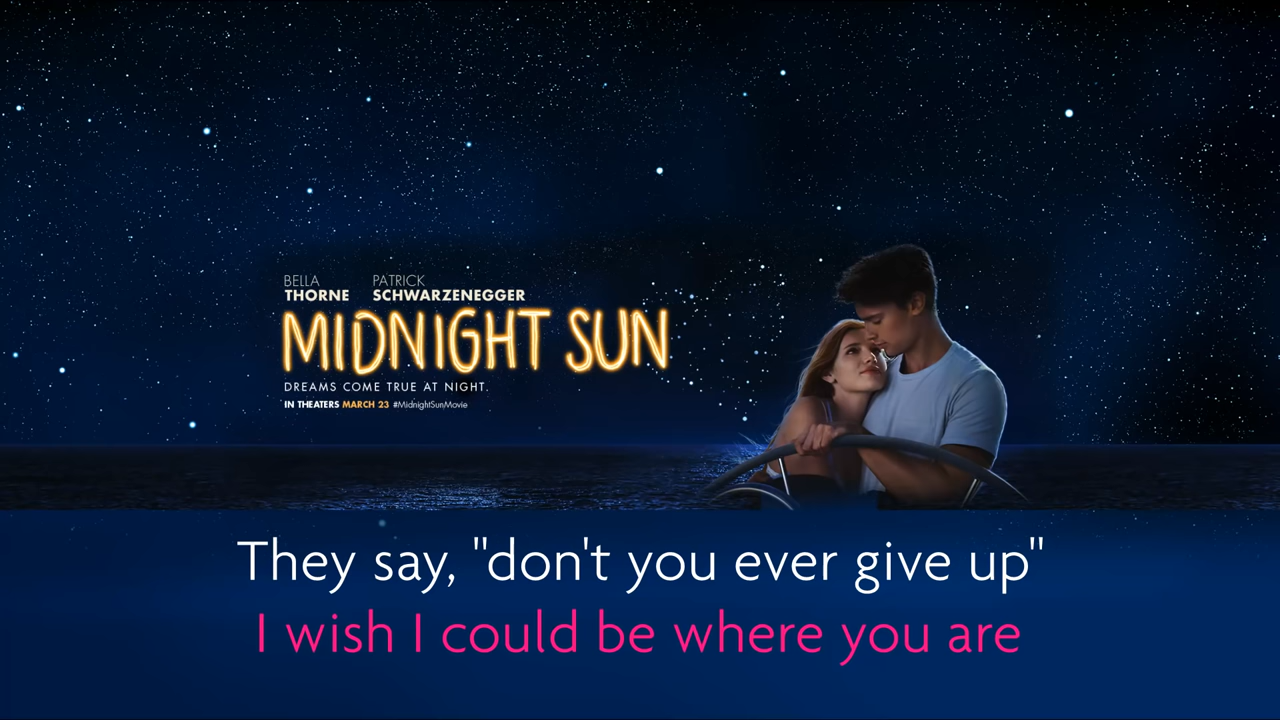 BELLA PATRICK
THORNE SCHWARZENEGGER
MIDNIGHT SUN
DREAMS COME TRUE AT NIGHT.
IN THEATERS MARCH 23 #MidnightSunMovie
They say, "don't you ever give up"
I wish I could be where you are